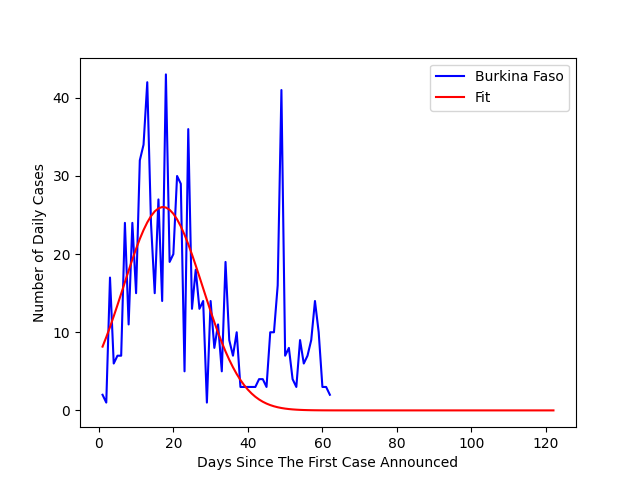 Burkina Faso
Fit
Number of Daily Cases
40
30
20
10
0
0 20 40 60 80 100 120
Days Since The First Case Announced